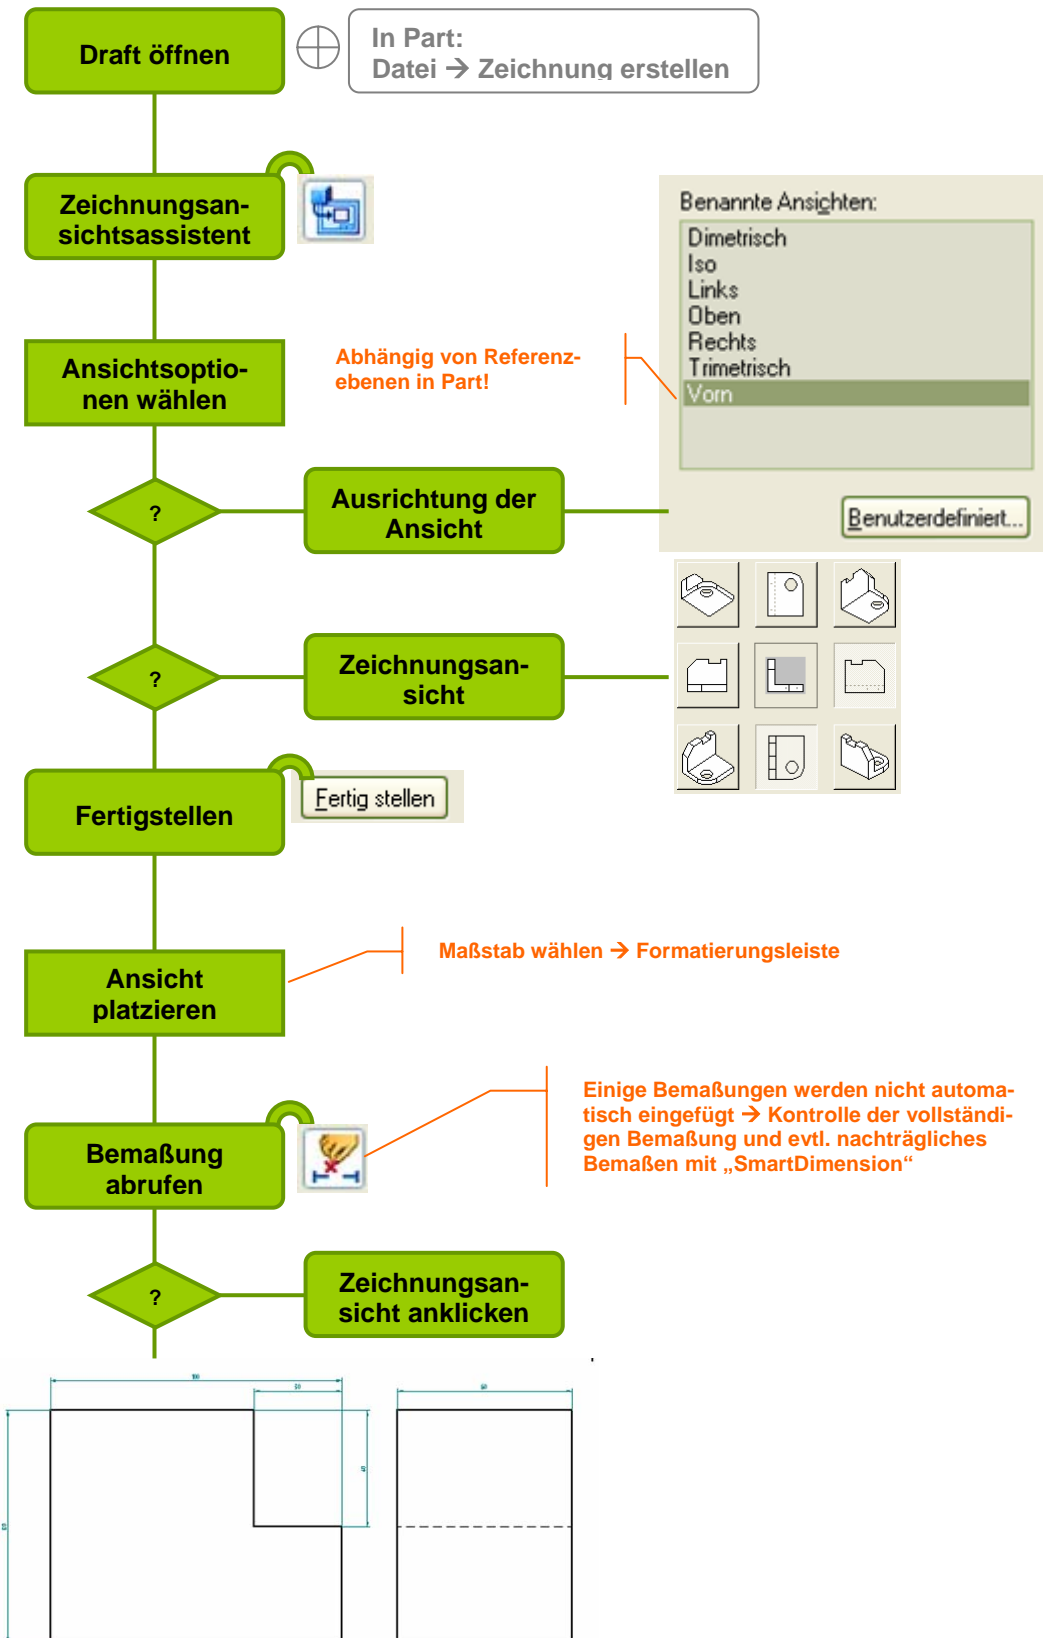 Draft öffnen
In Part:
Datei → Zeichnung erstellen
Zeichnungsan-
sichtsassistent
Benannte Ansichten:
Dimetrisch
Iso
Links
Oben
Rechts
Trimetrisch
Vorn
Benutzerdefiniert...
Ansichtsoptio-
nen wählen
Abhängig von Referenz-
ebenen in Part!
?
Ausrichtung der
Ansicht
?
Zeichnungsan-
sicht
Fertigstellen
Fertig stellen
Ansicht
platzieren
Maßstab wählen → Formatierungsleiste
Bemaßung
abrufen
Einige Bemaßungen werden nicht automa-
tisch eingefügt → Kontrolle der vollständi-
gen Bemaßung und evtl. nachträgliches
Bemaßen mit „SmartDimension“
?
Zeichnungsan-
sicht anklicken
100
60